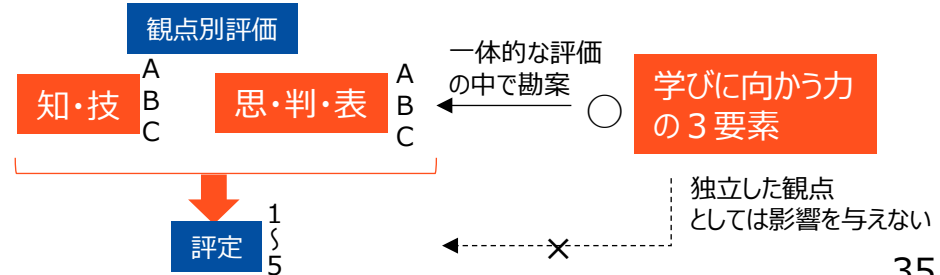 観点別評価
知・技
A
B
C
思・判・表
A
B
C
一体的な評価
の中で勘案
○
学びに向かう力
の３要素
独立した観点
としては影響を与えない
×
評定
1
～
5
35